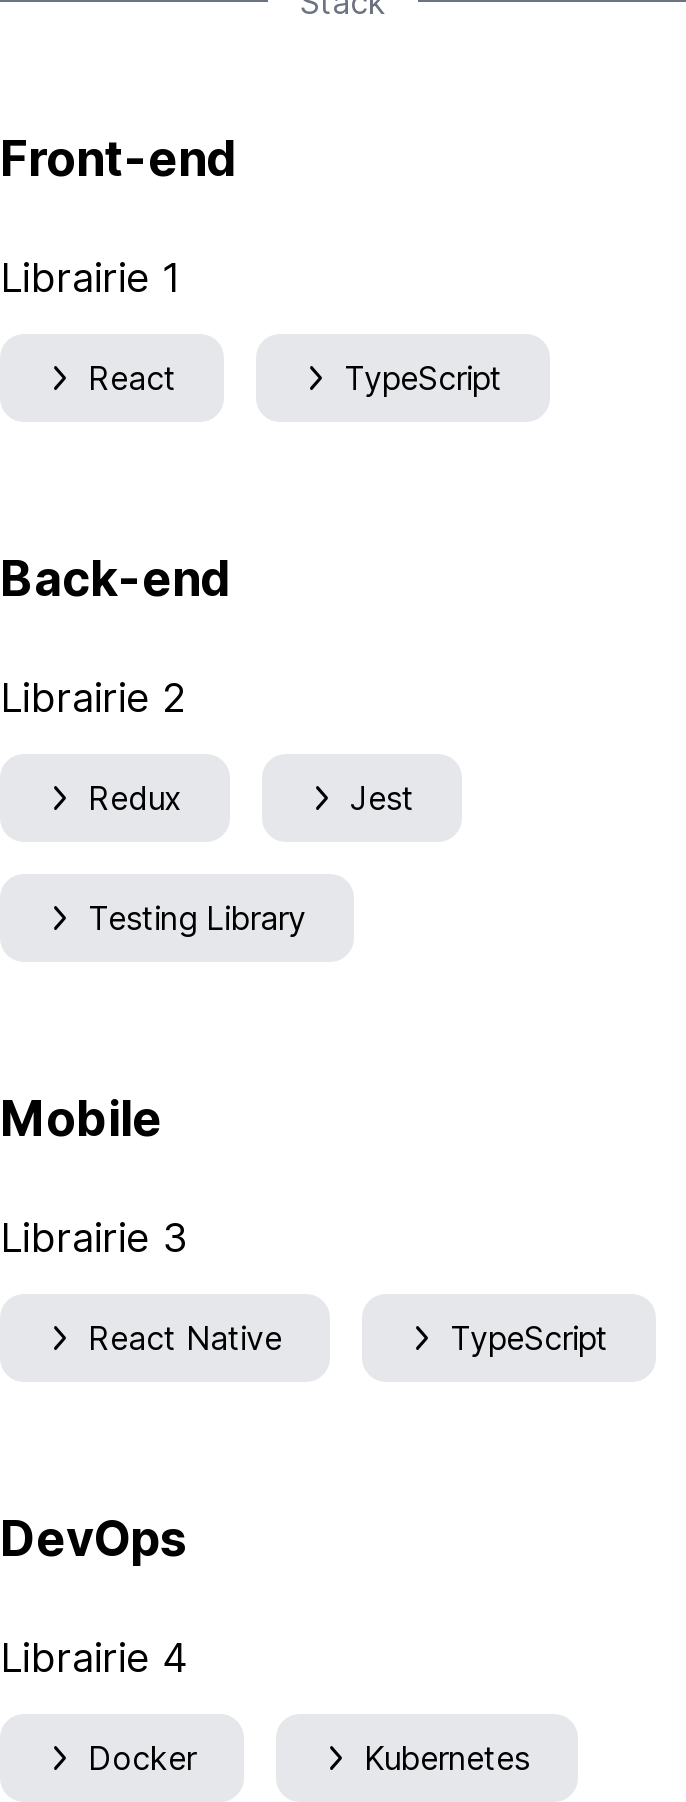 Stack
Front-end
Librairie 1
React TypeScript
Back-end
Librairie 2
Redux Jest
Testing Library
Mobile
Librairie 3
React Native TypeScript
DevOps
Librairie 4
Docker Kubernetes